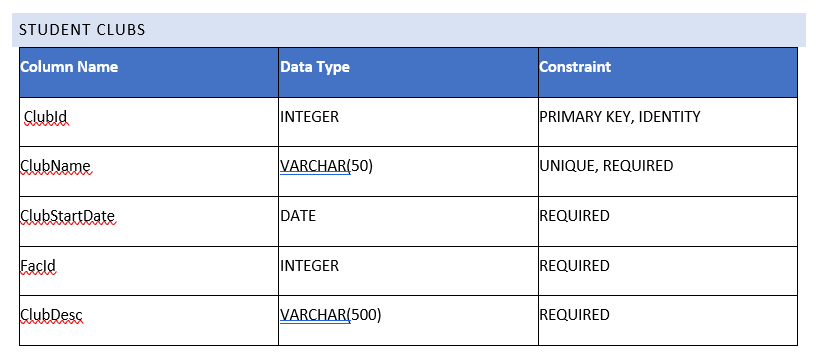 STUDENT CLUBS
Column Name Data Type Constraint
ClubId INTEGER PRIMARY KEY, IDENTITY
ClubName VARCHAR(50) UNIQUE, REQUIRED
ClubStartDate DATE REQUIRED
FacId INTEGER REQUIRED
ClubDesc VARCHAR(500) REQUIRED